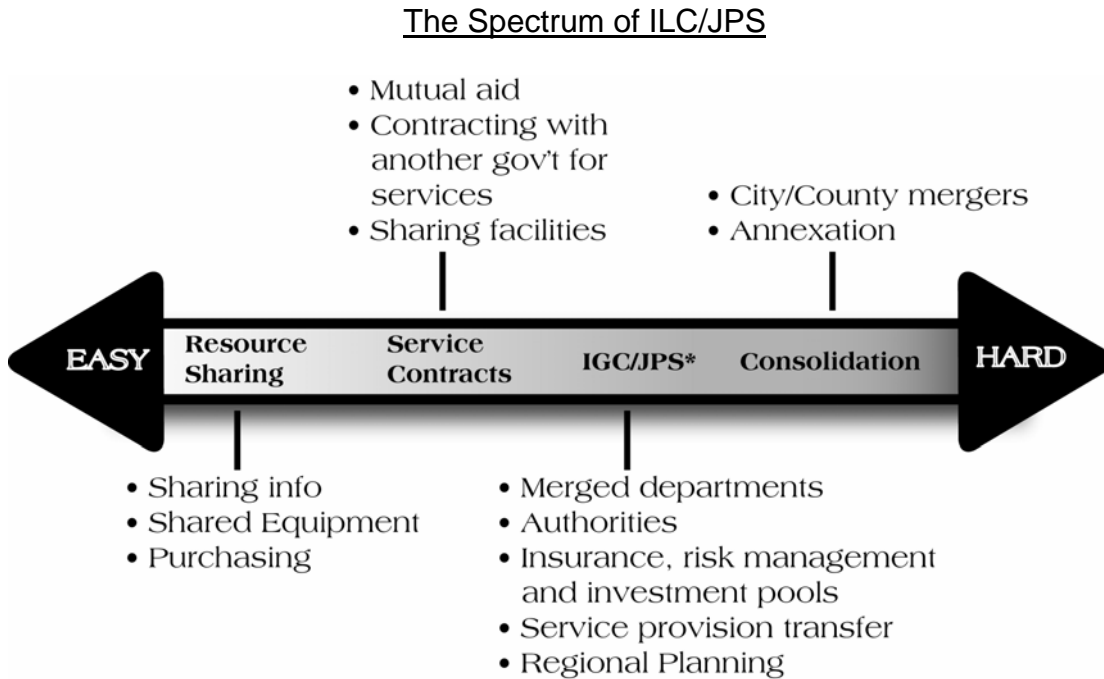 The Spectrum of ILC/JPS
• Mutual aid
• Contracting with
another gov't for
services
• Sharing facilities
• City/County mergers
• Annexation
EASY
Resource
Sharing
Service
Contracts
IGC/JPS*
Consolidation
HARD
• Sharing info
• Shared Equipment
• Purchasing
• Merged departments
• Authorities
• Insurance, risk management
and investment pools
• Service provision transfer
• Regional Planning